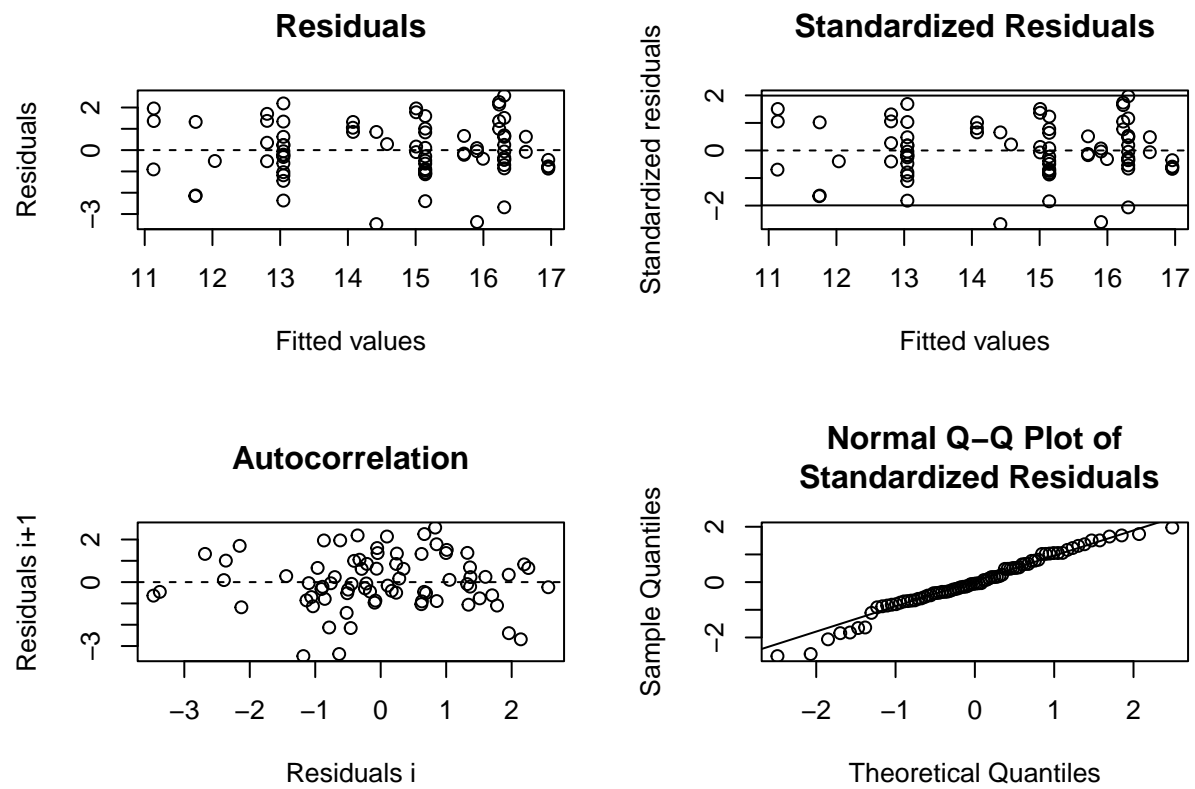 Residuals
Residuals
2
0
−3
11 12 13 14 15 16 17
Fitted values
Standardized Residuals
Standardized residuals
2
0
−2
11 12 13 14 15 16 17
Fitted values
Autocorrelation
Residuals i+1
2
0
−3
−3 −2 −1 0 1 2
Residuals i
Normal Q−Q Plot of
Standardized Residuals
Sample Quantiles
2
0
−2
−2 −1 0 1 2
Theoretical Quantiles